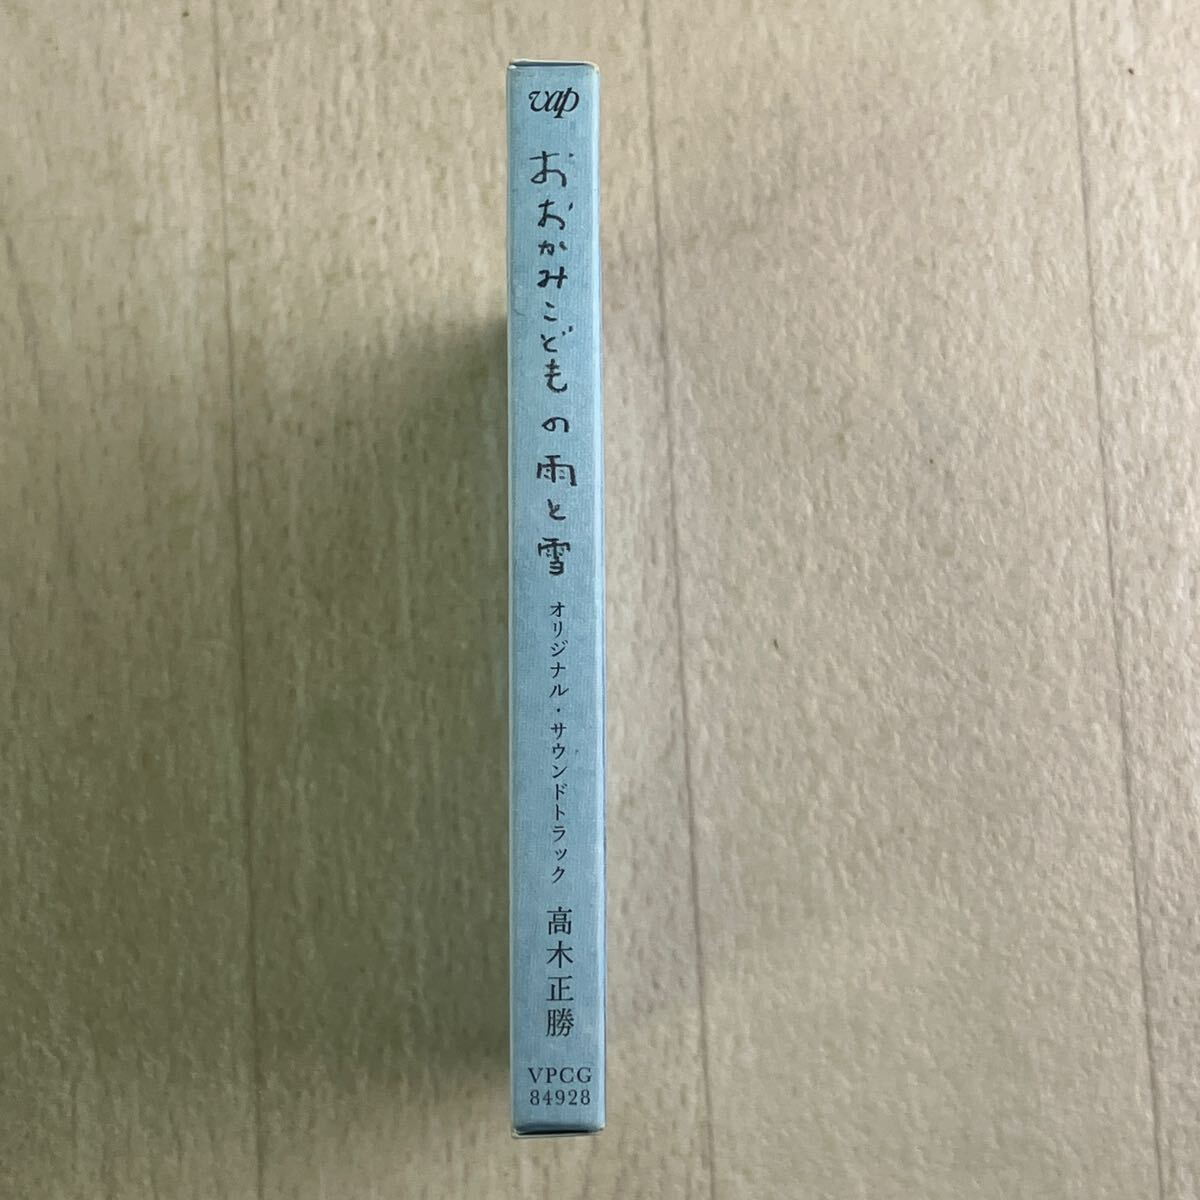 vap
おおかみこどもの雨と雪
オリジナル・サウンドトラック
高木正勝
VPCG
84928